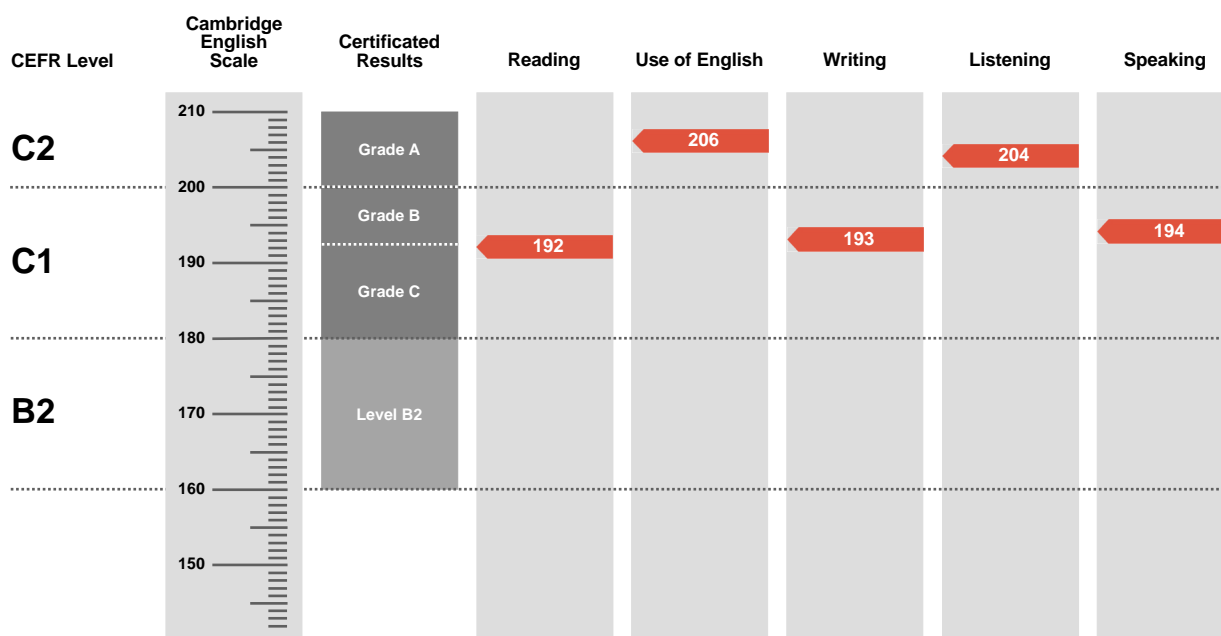 CEFR Level
Cambridge
English
Scale
Certificated
Results
Reading
Use of English
Writing
Listening
Speaking
C2
C1
B2
210
200
190
180
170
160
150
Grade A
Grade B
Grade C
Level B2
192
206
193
204
194